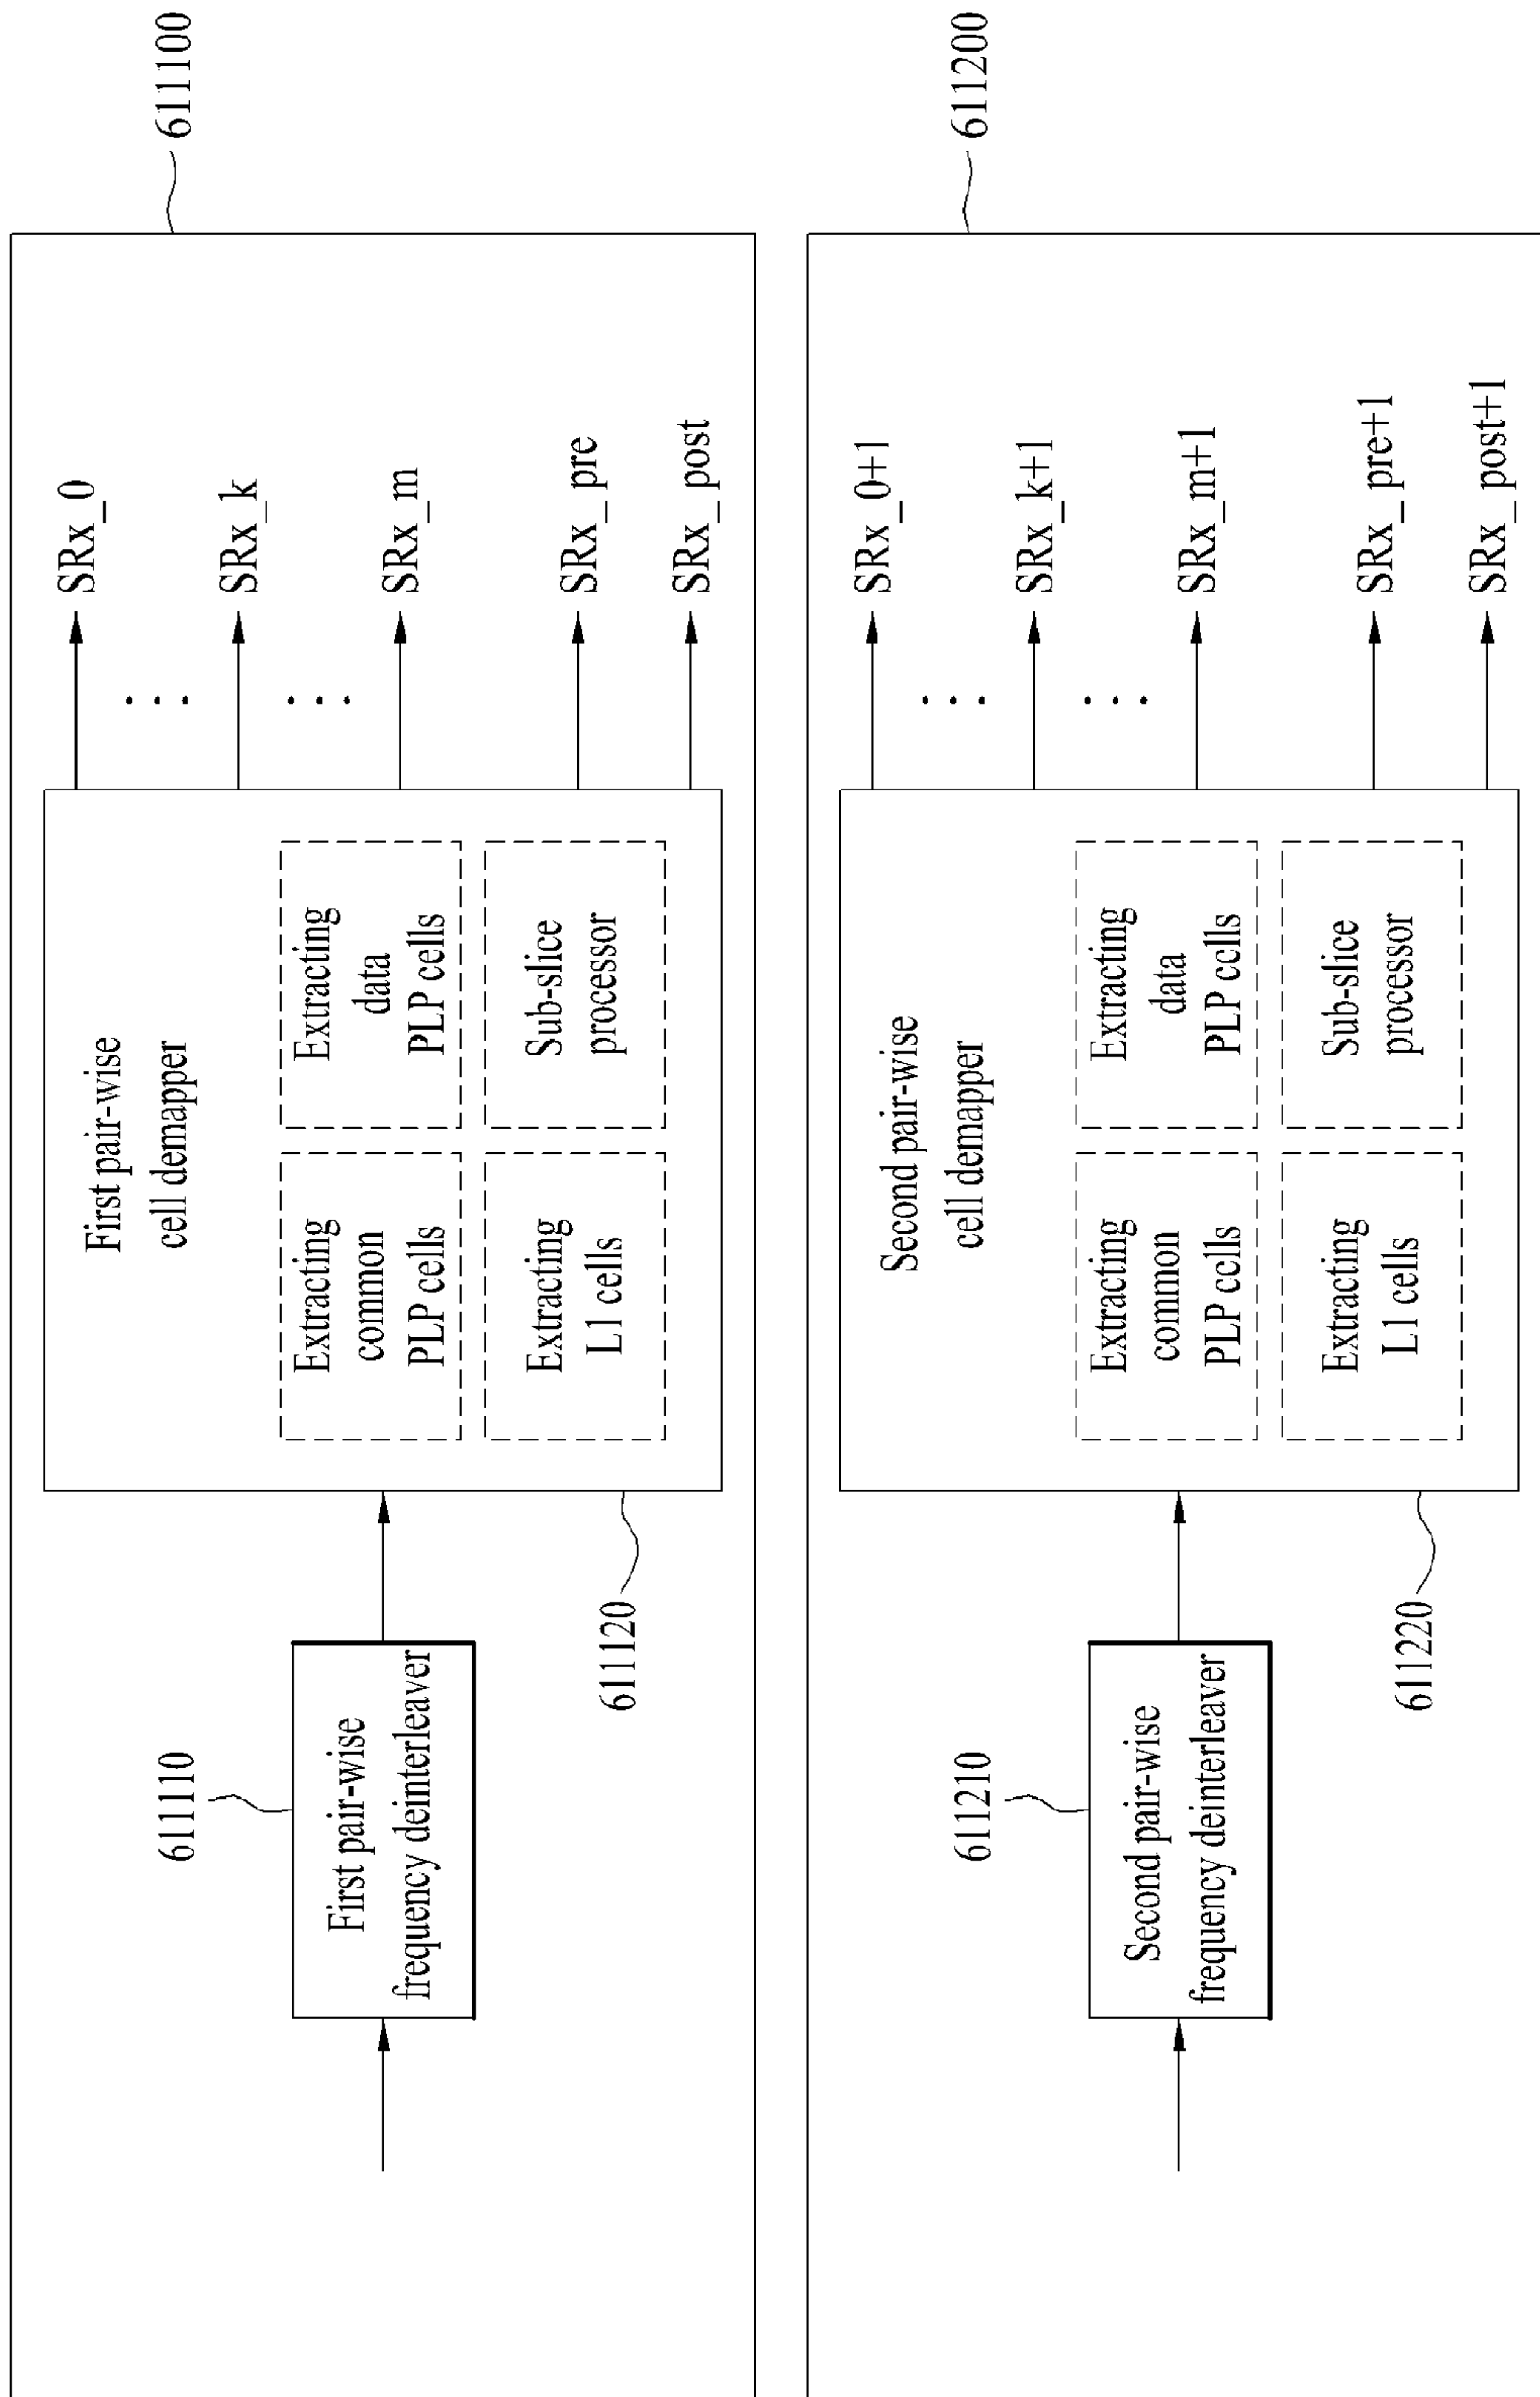 611100
611110
First pair-wise
frequency deinterleaver
First pair-wise
cell demapper
Extracting
common
PLP cells
Extracting
data
PLP cells
Extracting
L1 cells
Sub-slice
processor
611120
SRx_0
...
SRx_k
...
SRx_m
SRx_pre
SRx_post
611200
611210
Second pair-wise
frequency deinterleaver
Second pair-wise
cell demapper
Extracting
common
PLP cells
Extracting
data
PLP cells
Extracting
L1 cells
Sub-slice
processor
611220
SRx_0+1
...
SRx_k+1
...
SRx_m+1
SRx_pre+1
SRx_post+1